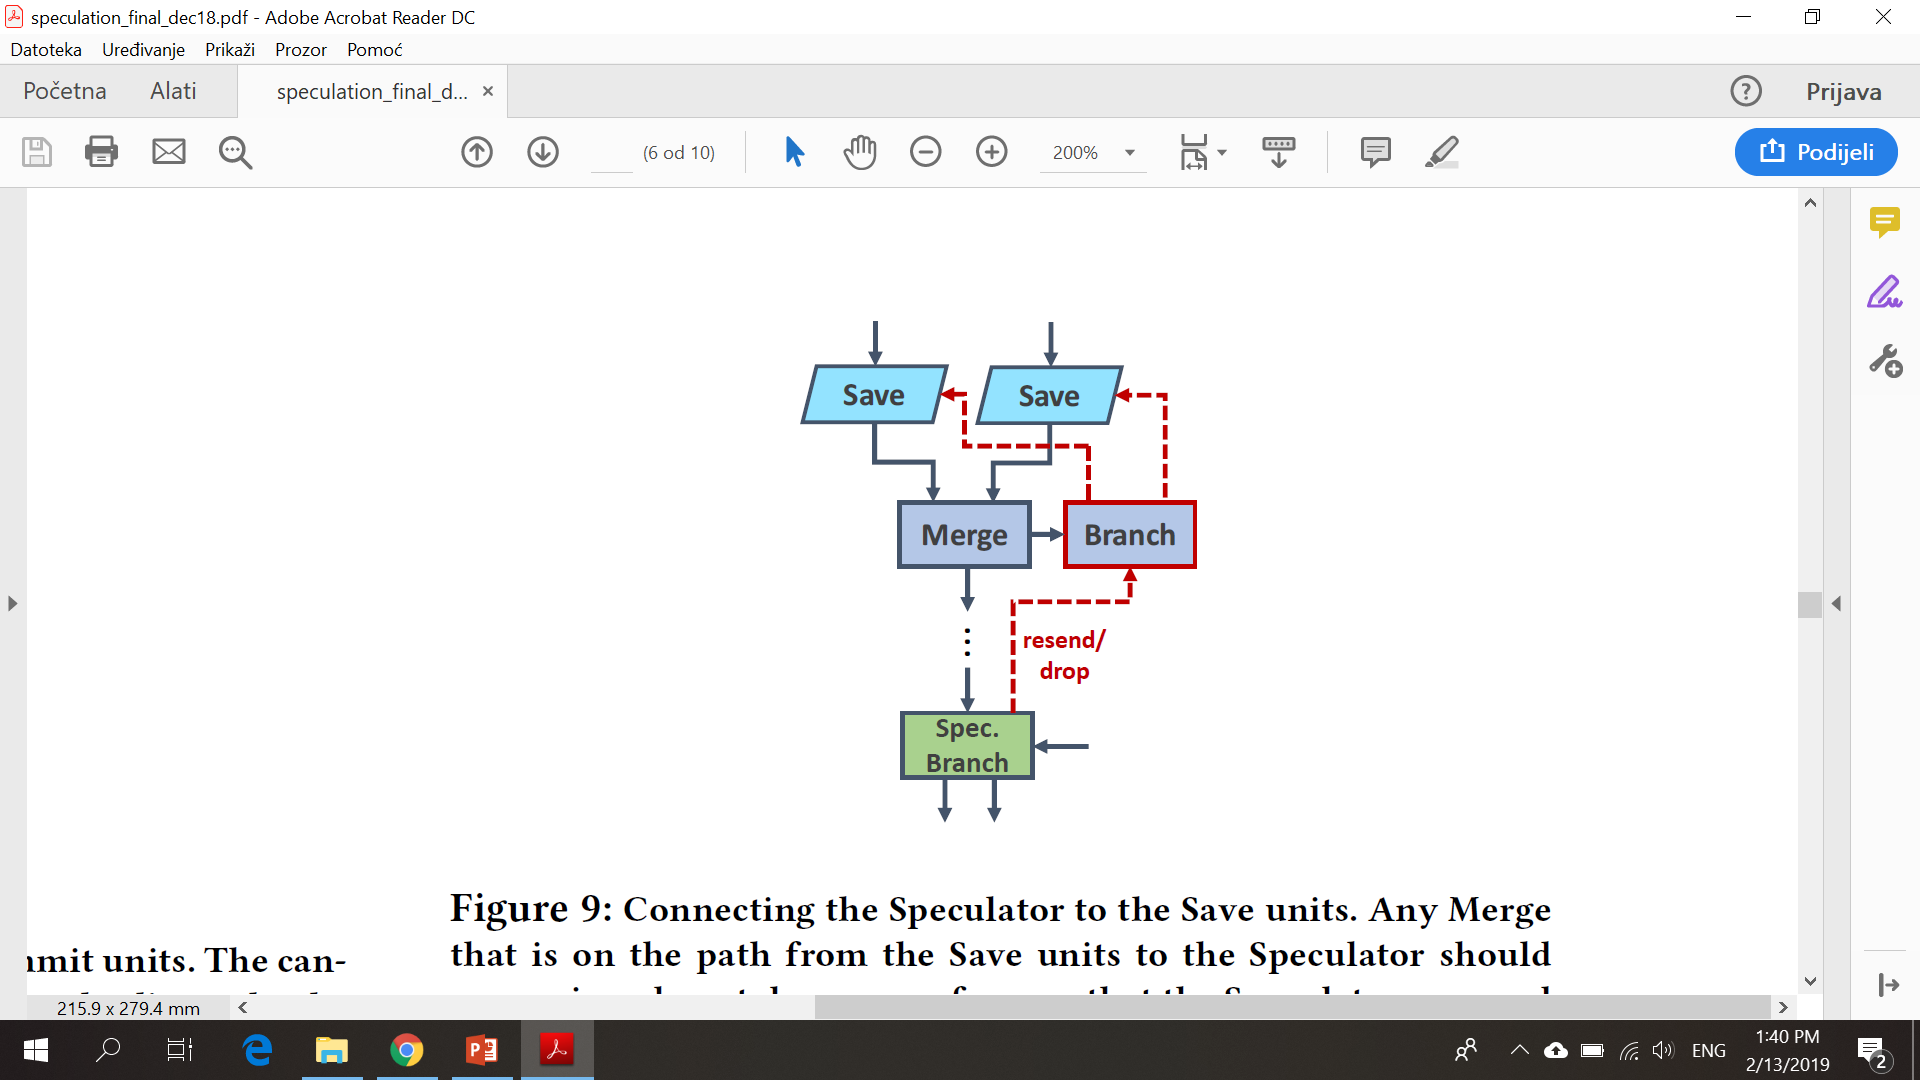 speculation_final_dec18.pdf - Adobe Acrobat Reader DC
Datoteka Uređivanje Prikaži Prozor Pomoć
Početna Alati speculation_final_d... × ? Prijava
(6 od 10) 200% Podijeli
Save Save
Merge Branch
resend/
drop
Spec.
Branch
Figure 9: Connecting the Speculator to the Save units. Any Merge
that is on the path from the Save units to the Speculator should
units. The can-
215.9 x 279.4 mm
1:40 PM
ENG
2/13/2019
2